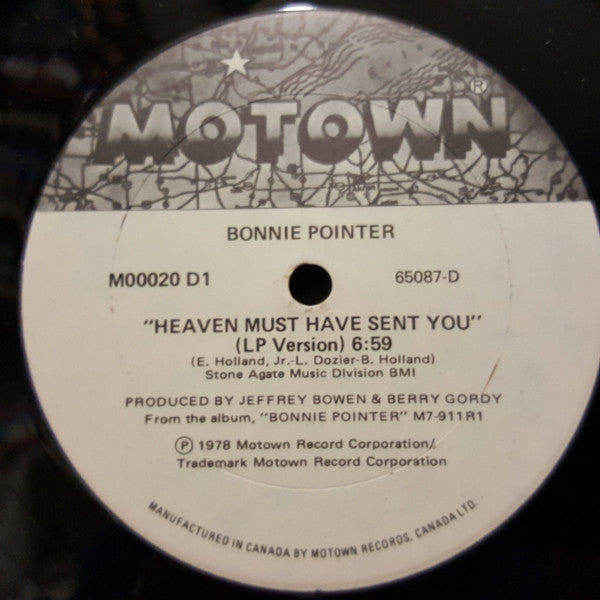 MOTOWN®
BONNIE POINTER
M00020 D1
65087-D
"HEAVEN MUST HAVE SENT YOU"
(LP Version) 6:59
(E. Holland, Jr.-L. Dozier-B. Holland)
Stone Agate Music Division BMI
PRODUCED BY JEFFREY BOWEN & BERRY GORDY
From the album, "BONNIE POINTER" M7-911R1
℗ 1978 Motown Record Corporation/
Trademark Motown Record Corporation
MANUFACTURED IN CANADA BY MOTOWN RECORDS, CANADA LTD.